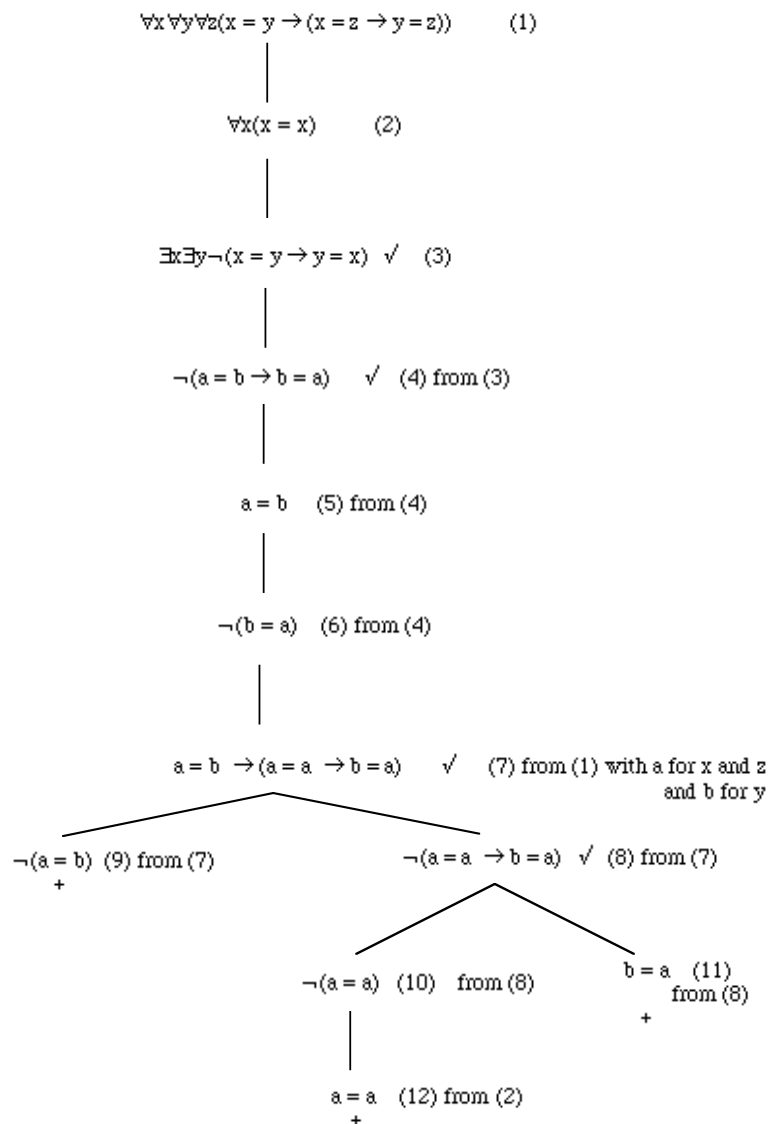 ∀x∀y∀z(x = y → (x = z → y = z)) (1)
∀x(x = x) (2)
∃x∃y¬(x = y → y = x) √ (3)
¬(a = b → b = a) √ (4) from (3)
a = b (5) from (4)
¬(b = a) (6) from (4)
a = b → (a = a → b = a) √ (7) from (1) with a for x and z
and b for y
¬(a = b) (9) from (7)
+
¬(a = a → b = a) √ (8) from (7)
¬(a = a) (10) from (8)
b = a (11)
from (8)
+
a = a (12) from (2)
+